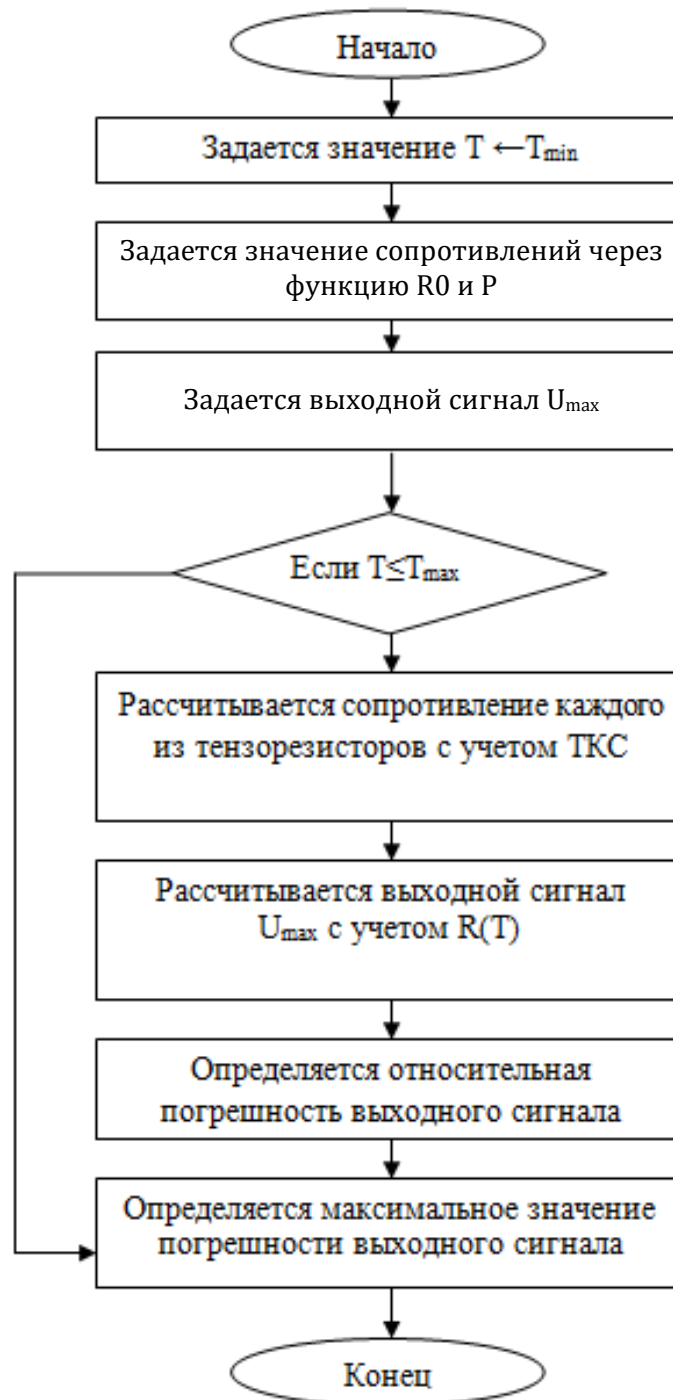 Начало
Задается значение T ←Tmin
Задается значение сопротивлений через
функцию R0 и P
Задается выходной сигнал Umax
Если T≤Tmax
Рассчитывается сопротивление каждого
из тензорезисторов с учетом ТКС
Рассчитывается выходной сигнал
Umax с учетом R(T)
Определяется относительная
погрешность выходного сигнала
Определяется максимальное значение
погрешности выходного сигнала
Конец